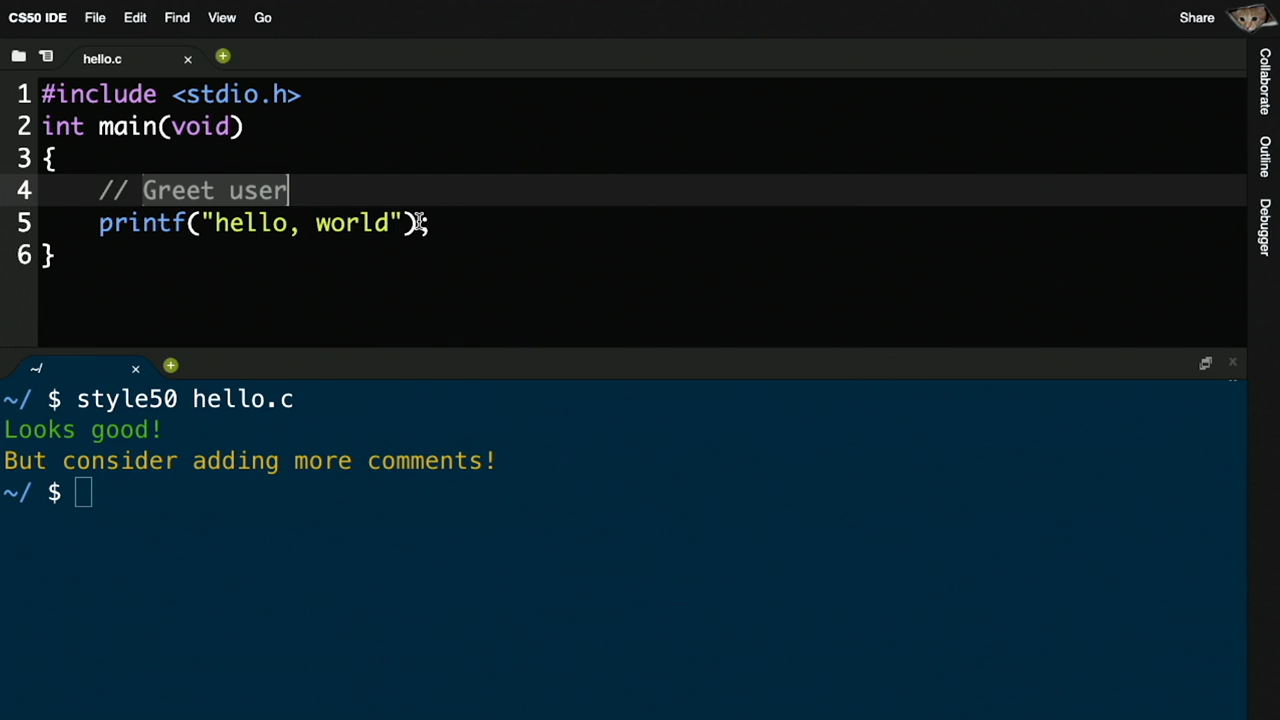 CS50 IDE File Edit Find View Go Share
hello.c
1 #include <stdio.h>
2 int main(void)
3 {
4     // Greet user
5     printf("hello, world");
6 }
Collaborate
Outline
Debugger
~/
~/ $ style50 hello.c
Looks good!
But consider adding more comments!
~/ $